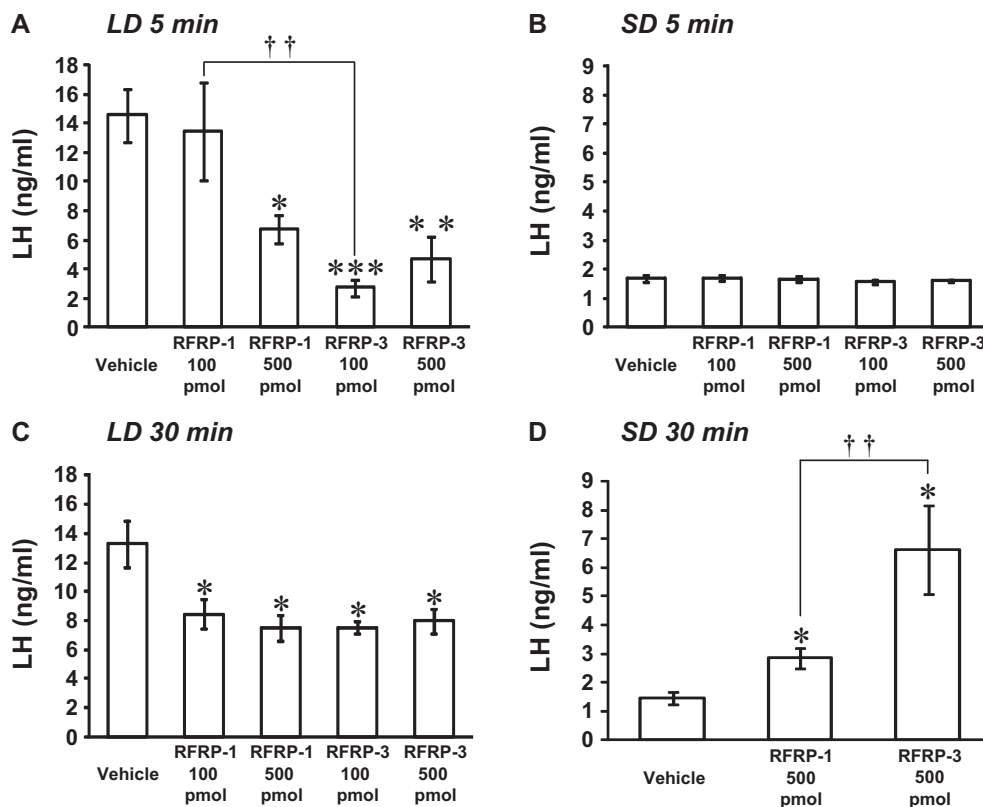 A LD 5 min
† †
18
16
14
12
10
8
6
4
2
0
LH (ng/ml)
*
***
* *
Vehicle
RFRP-1 100 pmol
RFRP-1 500 pmol
RFRP-3 100 pmol
RFRP-3 500 pmol
B SD 5 min
9
8
7
6
5
4
3
2
1
0
LH (ng/ml)
Vehicle
RFRP-1 100 pmol
RFRP-1 500 pmol
RFRP-3 100 pmol
RFRP-3 500 pmol
C LD 30 min
18
16
14
12
10
8
6
4
2
0
LH (ng/ml)
*
*
*
*
Vehicle
RFRP-1 100 pmol
RFRP-1 500 pmol
RFRP-3 100 pmol
RFRP-3 500 pmol
D SD 30 min
† †
9
8
7
6
5
4
3
2
1
0
LH (ng/ml)
*
*
Vehicle
RFRP-1 500 pmol
RFRP-3 500 pmol